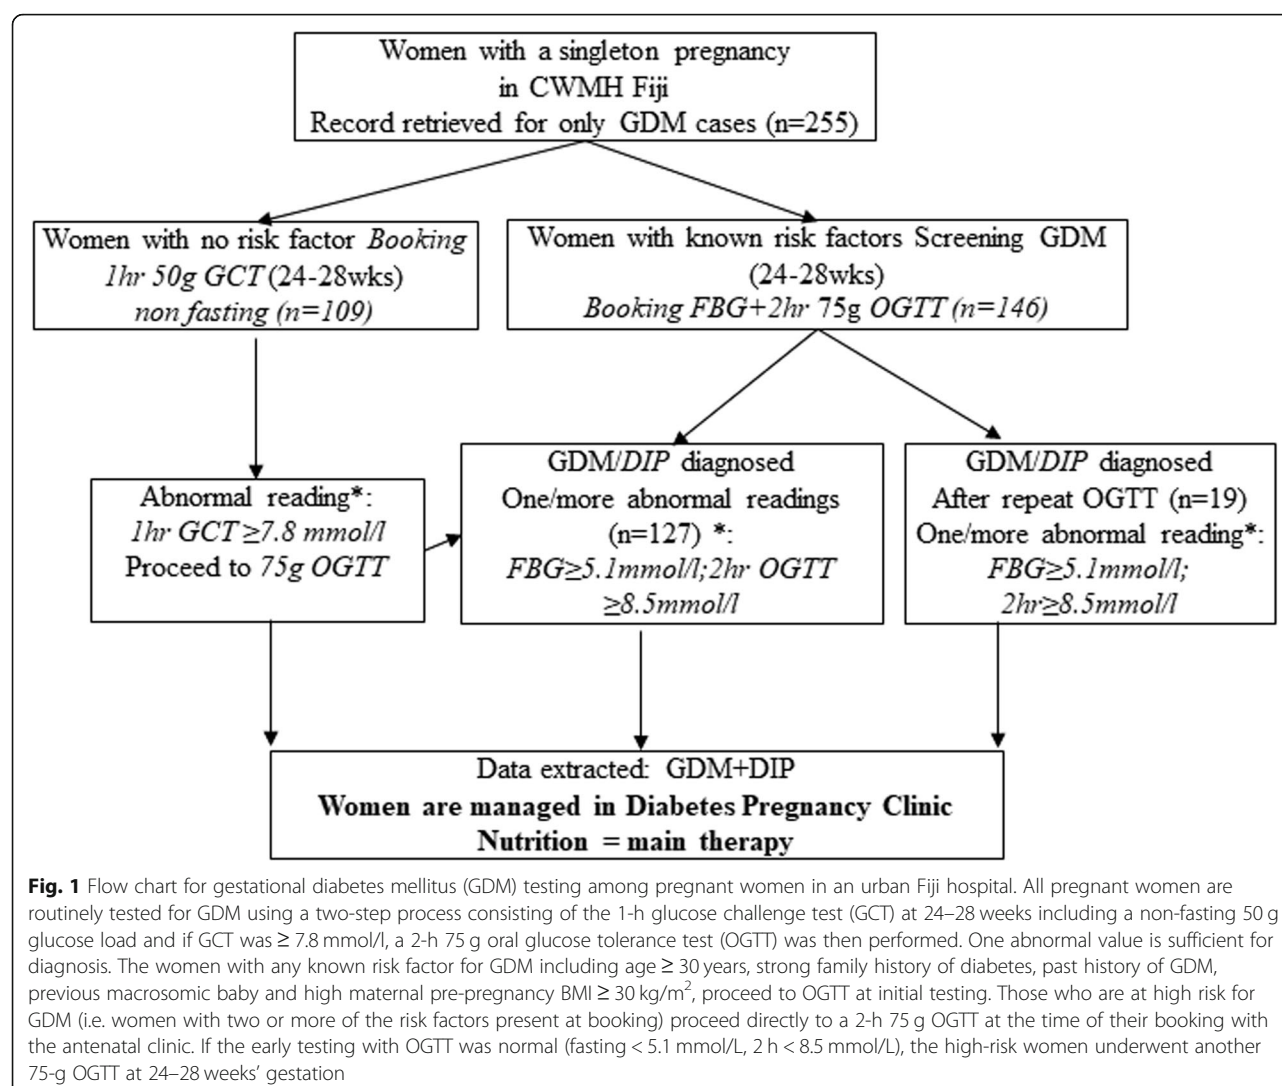 Women with a singleton pregnancy
in CWMH Fiji
Record retrieved for only GDM cases (n=255)
Women with no risk factor Booking
1hr 50g GCT (24-28wks)
non fasting (n=109)
Women with known risk factors Screening GDM
(24-28wks)
Booking FBG+2hr 75g OGTT (n=146)
Abnormal reading*:
1hr GCT ≥7.8 mmol/l
Proceed to 75g OGTT
GDM/DIP diagnosed
One/more abnormal readings
(n=127) *:
FBG≥5.1mmol/l;2hr OGTT
≥8.5mmol/l
GDM/DIP diagnosed
After repeat OGTT (n=19)
One/more abnormal reading*:
FBG≥5.1mmol/l;
2hr≥8.5mmol/l
Data extracted: GDM+DIP
Women are managed in Diabetes Pregnancy Clinic
Nutrition = main therapy
Fig. 1 Flow chart for gestational diabetes mellitus (GDM) testing among pregnant women in an urban Fiji hospital. All pregnant women are
routinely tested for GDM using a two-step process consisting of the 1-h glucose challenge test (GCT) at 24–28 weeks including a non-fasting 50 g
glucose load and if GCT was ≥ 7.8 mmol/l, a 2-h 75 g oral glucose tolerance test (OGTT) was then performed. One abnormal value is sufficient for
diagnosis. The women with any known risk factor for GDM including age ≥ 30 years, strong family history of diabetes, past history of GDM,
previous macrosomic baby and high maternal pre-pregnancy BMI ≥ 30 kg/m², proceed to OGTT at initial testing. Those who are at high risk for
GDM (i.e. women with two or more of the risk factors present at booking) proceed directly to a 2-h 75 g OGTT at the time of their booking with
the antenatal clinic. If the early testing with OGTT was normal (fasting < 5.1 mmol/L, 2 h < 8.5 mmol/L), the high-risk women underwent another
75-g OGTT at 24–28 weeks' gestation